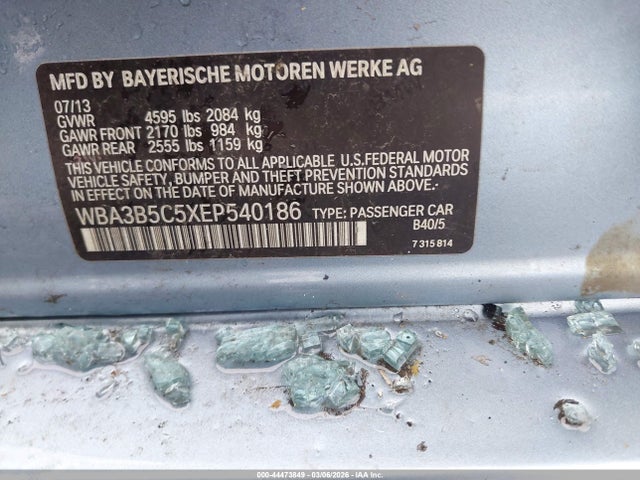 MFD BY BAYERISCHE MOTOREN WERKE AG
07/13
GVWR 4595 lbs 2084 kg
GAWR FRONT 2170 lbs 984 kg
GAWR REAR 2555 lbs 1159 kg
THIS VEHICLE CONFORMS TO ALL APPLICABLE U.S.FEDERAL MOTOR
VEHICLE SAFETY, BUMPER AND THEFT PREVENTION STANDARDS
IN EFFECT ON THE DATE OF MANUFACTURE SHOWN ABOVE.
WBA3B5C5XEP540186 TYPE: PASSENGER CAR
B40/5
7 315 814
000-44473849 - 03/06/2026 - IAA Inc.